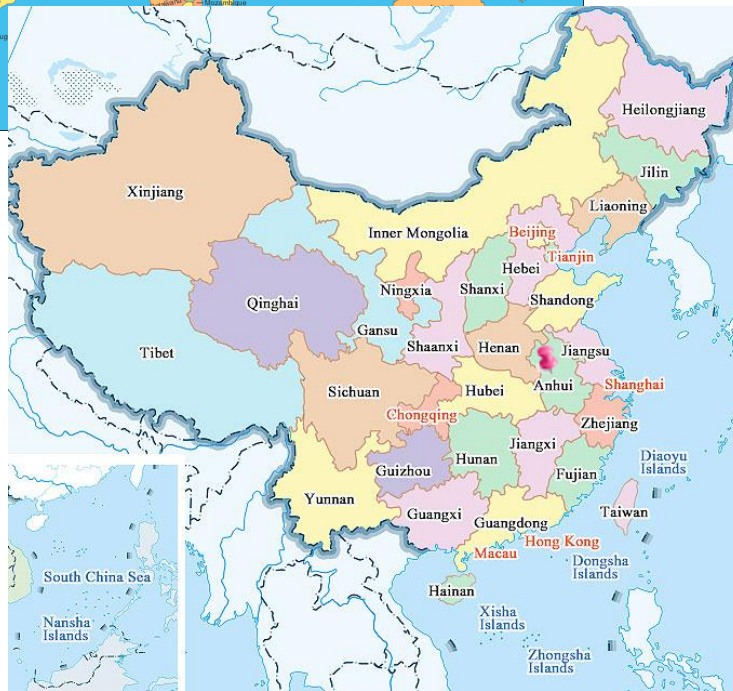 Mozambique
Heilongjiang
Jilin
Liaoning
Xinjiang
Inner Mongolia
Beijing
Tianjin
Hebei
Ningxia
Shanxi
Shandong
Qinghai
Gansu
Shaanxi
Henan
Jiangsu
Tibet
Anhui
Shanghai
Sichuan
Hubei
Chongqing
Zhejiang
Jiangxi
Hunan
Guizhou
Fujian
Diaoyu
Islands
Yunnan
Guangxi
Guangdong
Taiwan
Hong Kong
Macau
Dongsha
Islands
Hainan
South China Sea
Xisha
Islands
Nansha
Islands
Zhongsha
Islands